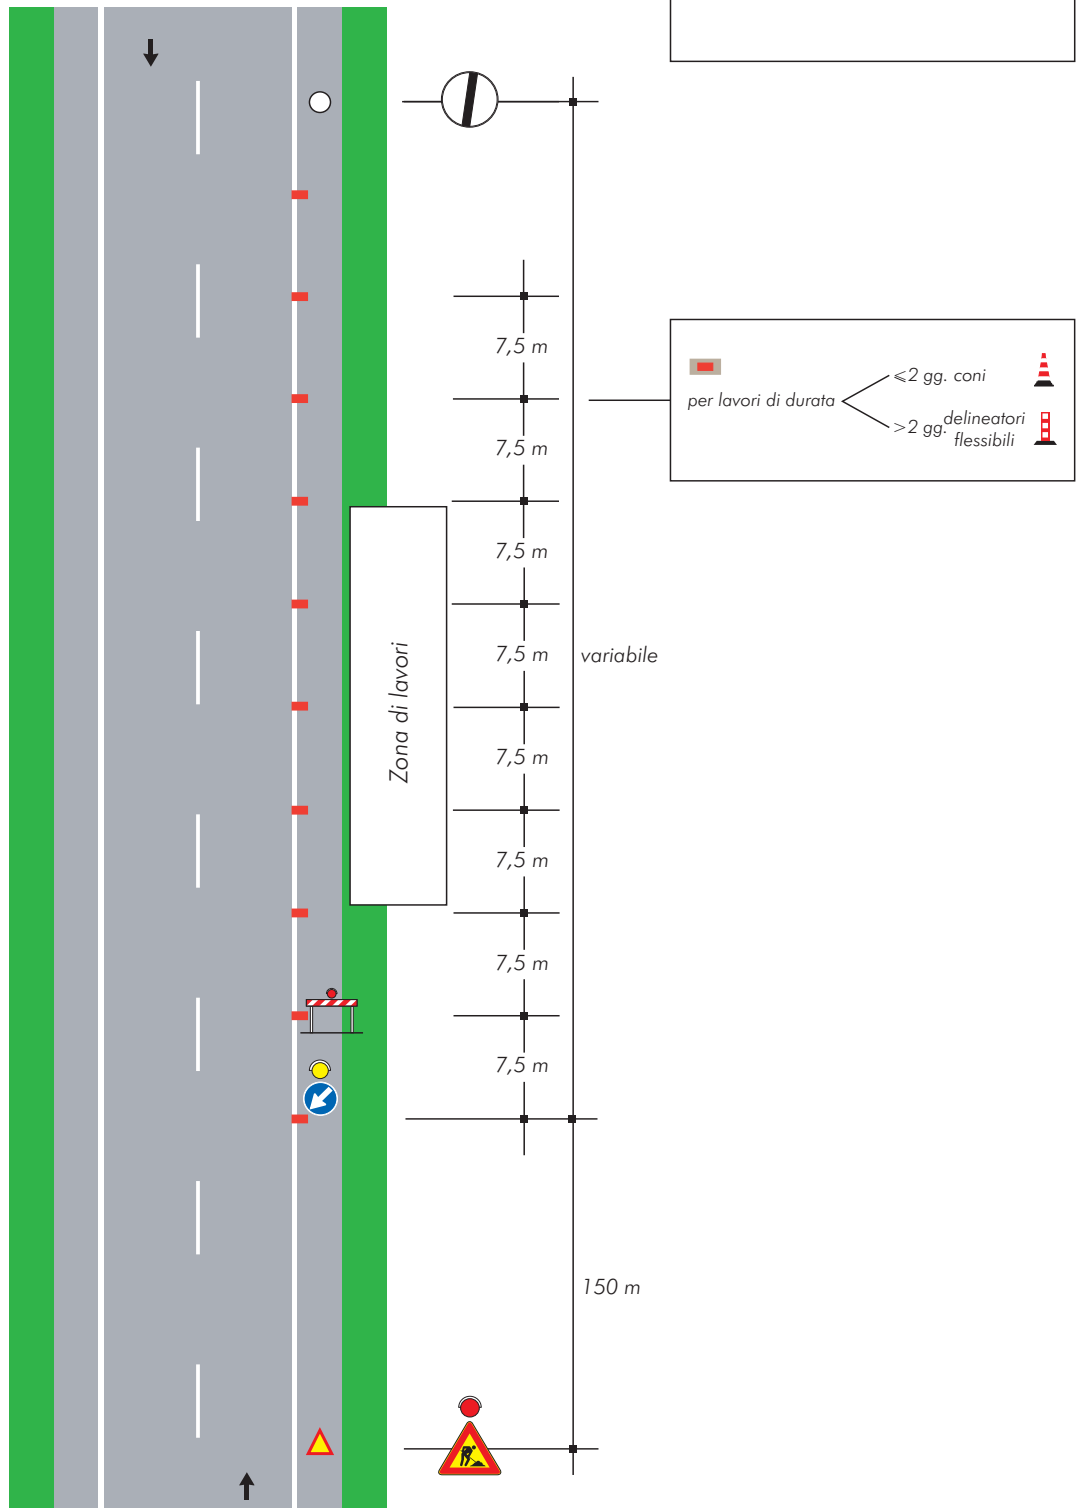 7,5 m
7,5 m
7,5 m
7,5 m
7,5 m
7,5 m
7,5 m
7,5 m
variabile
150 m
Zona di lavori
per lavori di durata
⩽2 gg. coni
>2 gg. delineatori
flessibili